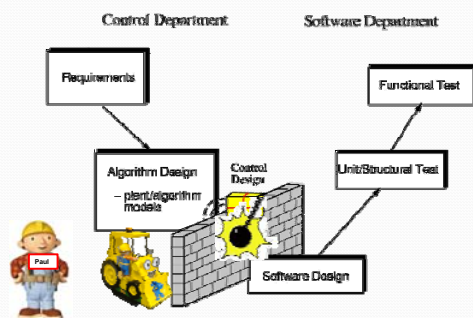 Control Department
Software Department
Requirements
Functional Test
Algorithm Design
– plant/algorithm
models
Control
Design
Unit/Structural Test
Paul
Software Design